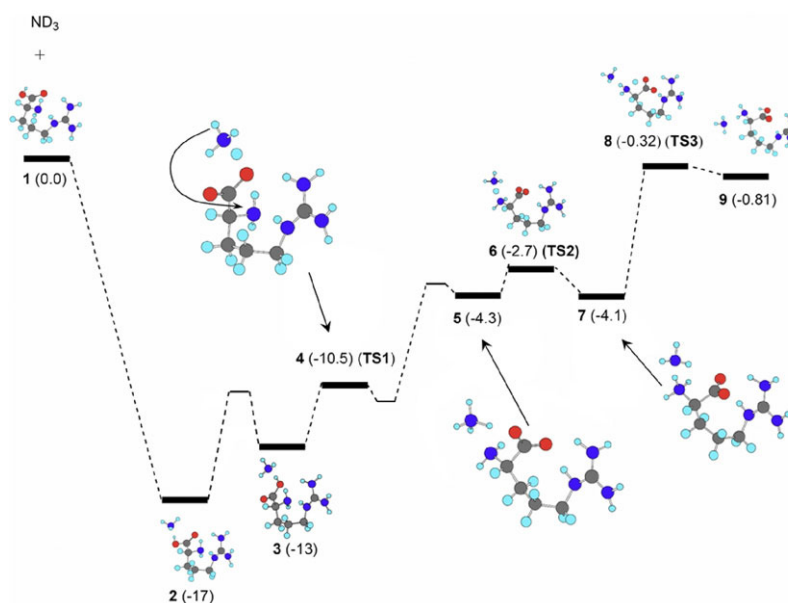 ND3
+
1 (0.0)
2 (-17)
3 (-13)
4 (-10.5) (TS1)
5 (-4.3)
6 (-2.7) (TS2)
7 (-4.1)
8 (-0.32) (TS3)
9 (-0.81)